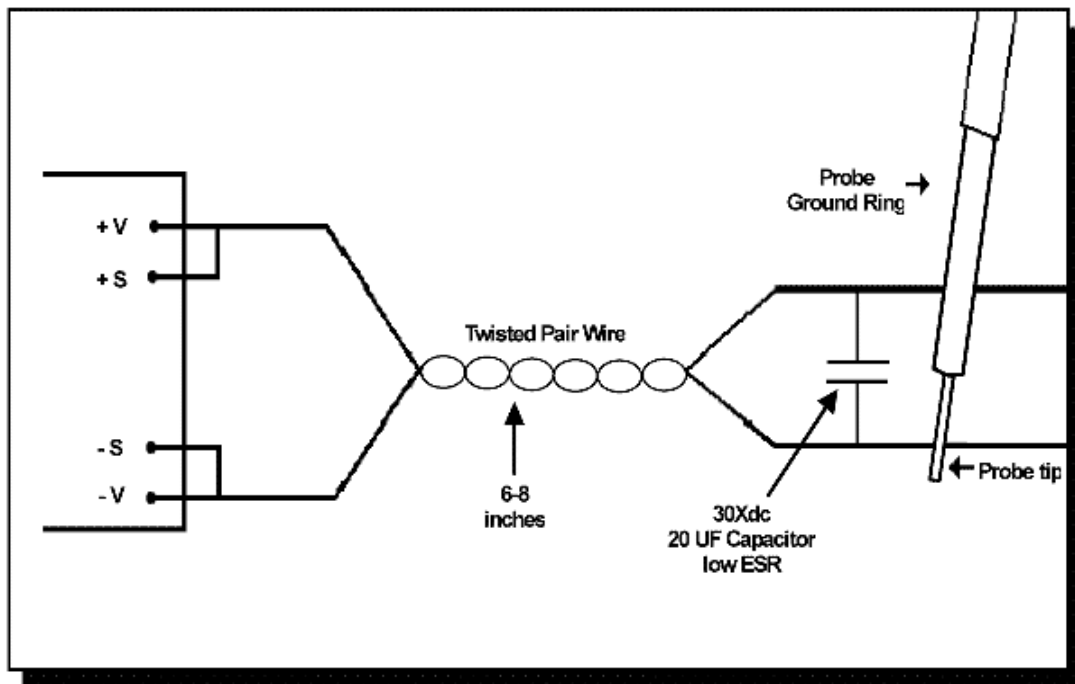 + V
+ S
- S
- V
Twisted Pair Wire
6-8
inches
30Xdc
20 UF Capacitor
low ESR
Probe
Ground Ring
Probe tip